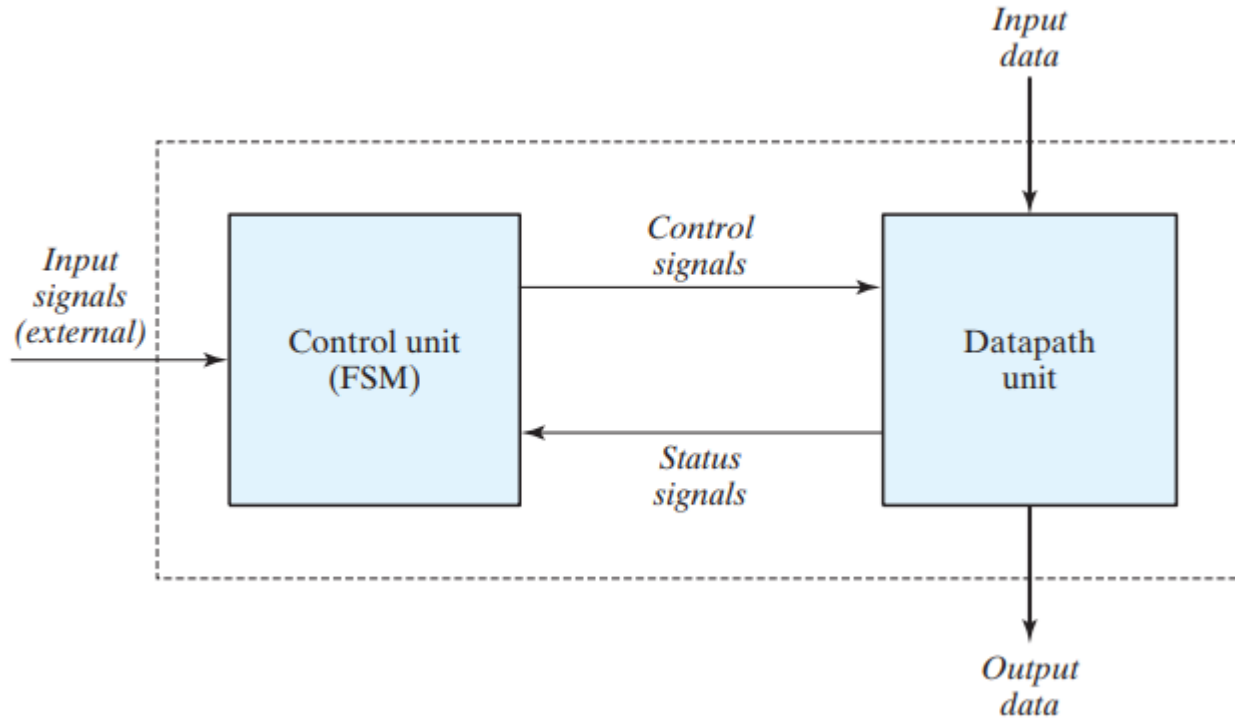 Input
data
Control
signals
Input
signals
(external)
Control unit
(FSM)
Datapath
unit
Status
signals
Output
data